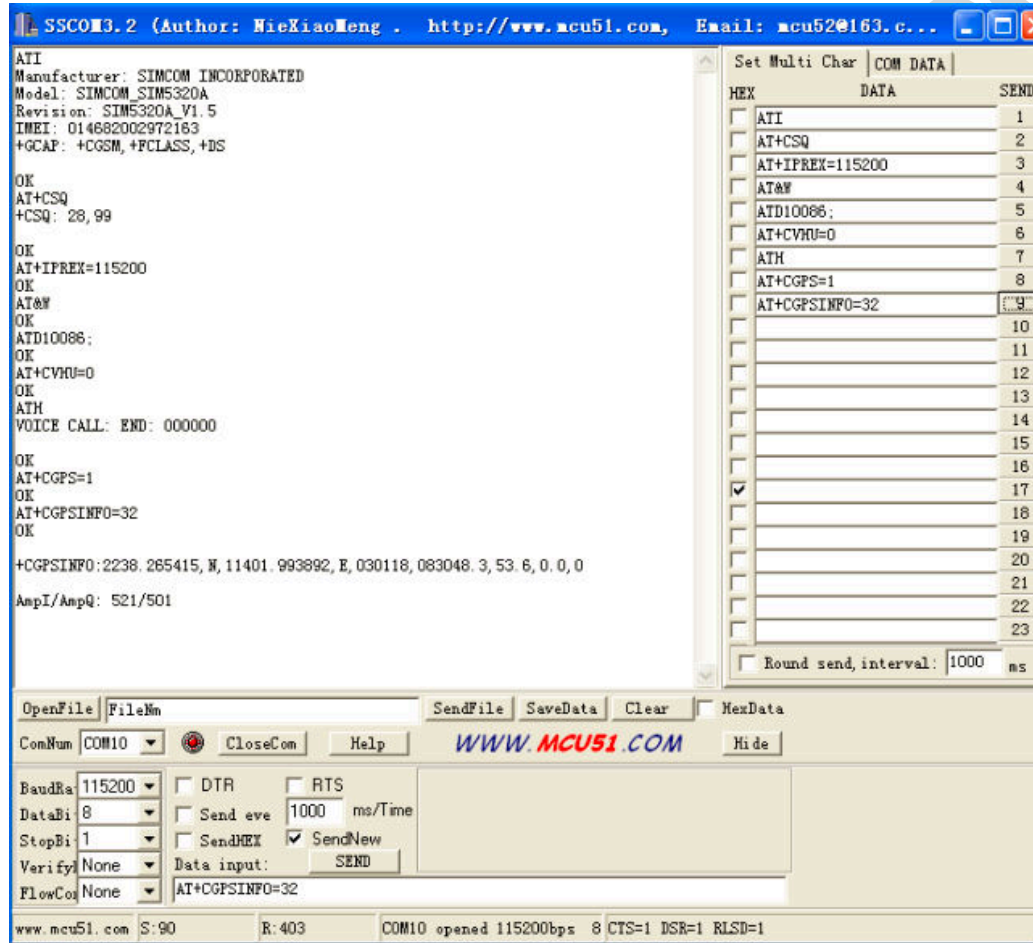 SSCOM3.2 (Author: NieXiaoMeng . http://www.mcu51.com, Email: mcu52@163.c...
ATI
Manufacturer: SIMCOM INCORPORATED
Model: SIMCOM_SIM5320A
Revision: SIM5320A_V1.5
IMEI: 014682002972163
+GCAP: +CGSM,+FCLASS,+DS
OK
AT+CSQ
+CSQ: 28,99
OK
AT+IPREX=115200
OK
AT&W
OK
ATD10086;
OK
AT+CVHU=0
OK
ATH
VOICE CALL: END: 000000
OK
AT+CGPS=1
OK
AT+CGPSINFO=32
OK
+CGPSINFO:2238.265415,N,11401.993892,E,030118,083048.3,53.6,0.0,0
AmpI/AmpQ: 521/501
Set Multi Char COM DATA
HEX DATA SEND
ATI 1
AT+CSQ 2
AT+IPREX=115200 3
AT&W 4
ATD10086; 5
AT+CVHU=0 6
ATH 7
AT+CGPS=1 8
AT+CGPSINFO=32 9
10
11
12
13
14
15
16
17
18
19
20
21
22
23
Round send,interval: 1000 ms
OpenFile FileNm SendFile SaveData Clear HexData
ComNum COM10 CloseCom Help WWW.MCU51.COM Hide
BaudRa 115200 DTR RTS
DataBi 8 Send eve 1000 ms/Time
StopBi 1 SendHEX SendNew
Verify None Data input: SEND
FlowCo None AT+CGPSINFO=32
www.mcu51.com S:90 R:403 COM10 opened 115200bps 8 CTS=1 DSR=1 RLSD=1